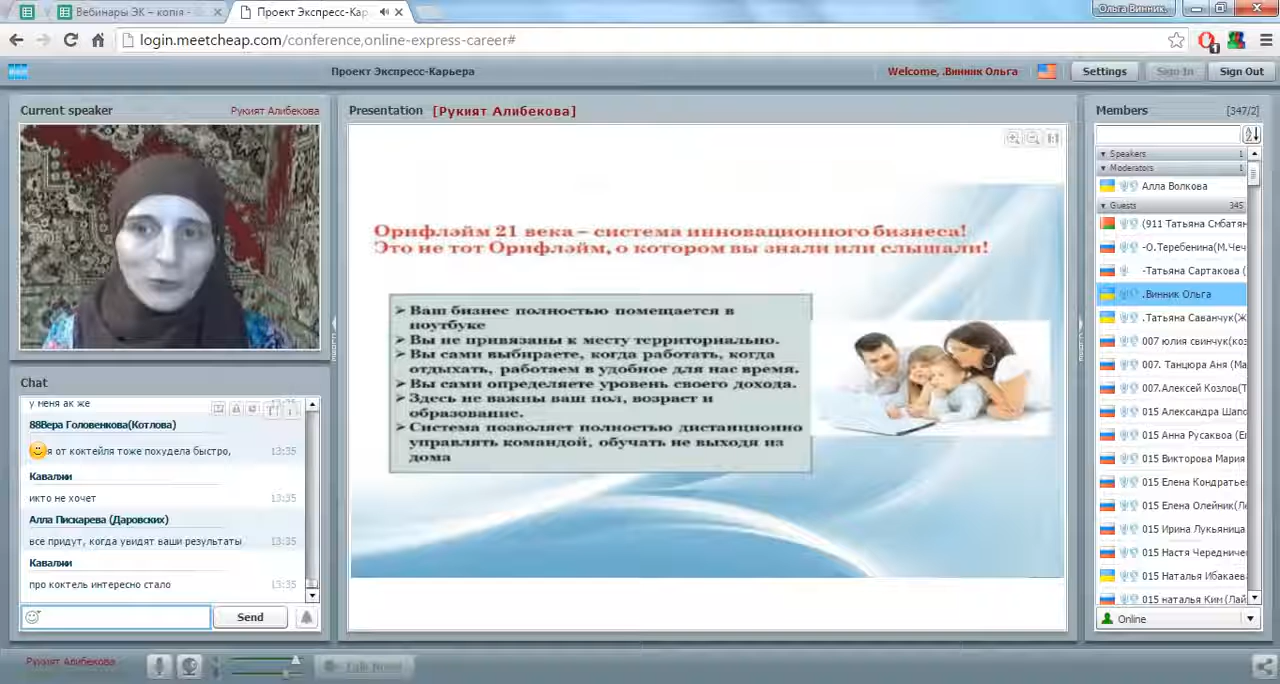 Вебинары ЭК – копія -
Проект Экспресс-Кар
Ольга Винник
login.meetcheap.com/conference,online-express-career#
Проект Экспресс-Карьера
Welcome, .Винник Ольга
Settings
Sign In
Sign Out
Current speaker
Рукият Алибекова
Presentation
[Рукият Алибекова]
Members
[347/2]
Орифлэйм 21 века – система инновационного бизнеса!
Это не тот Орифлэйм, о котором вы знали или слышали!
➢ Ваш бизнес полностью помещается в
ноутбуке
➢ Вы не привязаны к месту территориально.
➢ Вы сами выбираете, когда работать, когда
отдыхать, работаем в удобное для нас время.
➢ Вы сами определяете уровень своего дохода.
➢ Здесь не важны ваш пол, возраст и
образование.
➢ Система позволяет полностью дистанционно
управлять командой, обучать не выходя из
дома
Speakers 1
Moderators 1
Алла Волкова
Guests 345
(911 Татьяна Смбатян
-О.Теребенина(М.Чеч
-Татьяна Сартакова (
.Винник Ольга
.Татьяна Саванчук(Ж
007 юлия свинчук(коз
007. Танцюра Аня (Ма
007.Алексей Козлов(Т
015 Александра Шапо
015 Анна Русаквоа (Ег
015 Викторова Мария
015 Елена Кондратье
015 Елена Олейник(Л
015 Ирина Лукьяница
015 Настя Чередниче
015 Наталья Ибакаев
015 наталья Ким(Лай
Online
Chat
у меня ак же
88Вера Головенкова(Котлова)
я от коктейля тоже похудела быстро, 13:35
Кавалжи
икто не хочет 13:35
Алла Пискарева (Даровских)
все придут, когда увидят ваши результаты 13:35
Кавалжи
про коктель интересно стало 13:35
Send
Рукият Алибекова